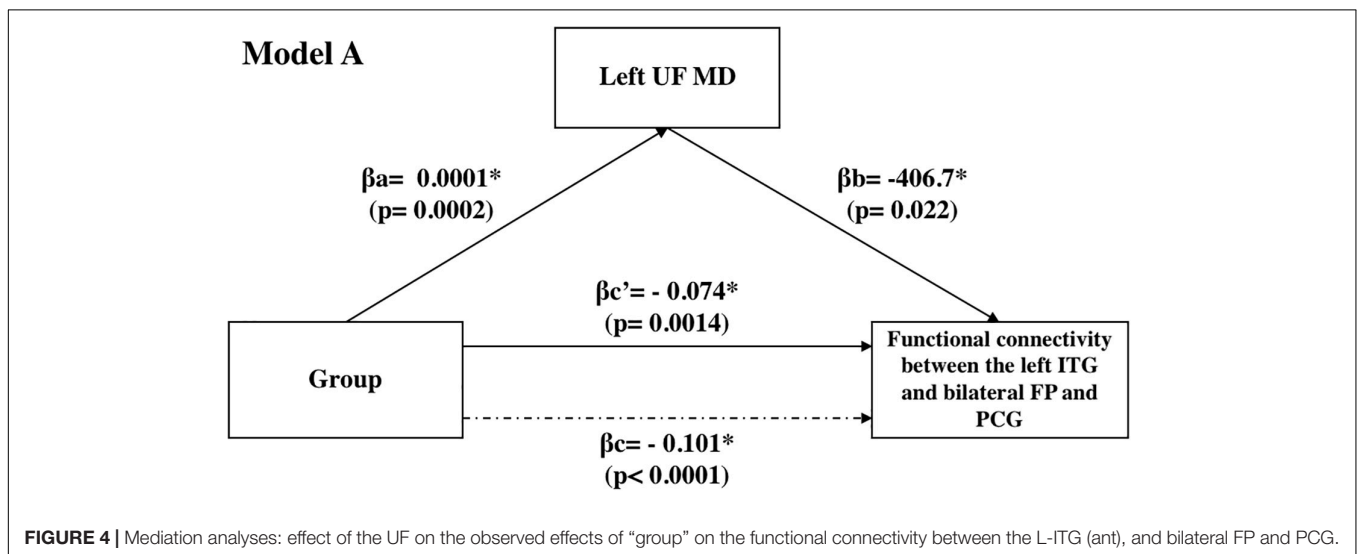 Model A
Left UF MD
βa= 0.0001*
(p= 0.0002)
βb= -406.7*
(p= 0.022)
βc’= - 0.074*
(p= 0.0014)
Group
Functional connectivity
between the left ITG
and bilateral FP and
PCG
βc= - 0.101*
(p< 0.0001)
FIGURE 4 | Mediation analyses: effect of the UF on the observed effects of “group” on the functional connectivity between the L-ITG (ant), and bilateral FP and PCG.